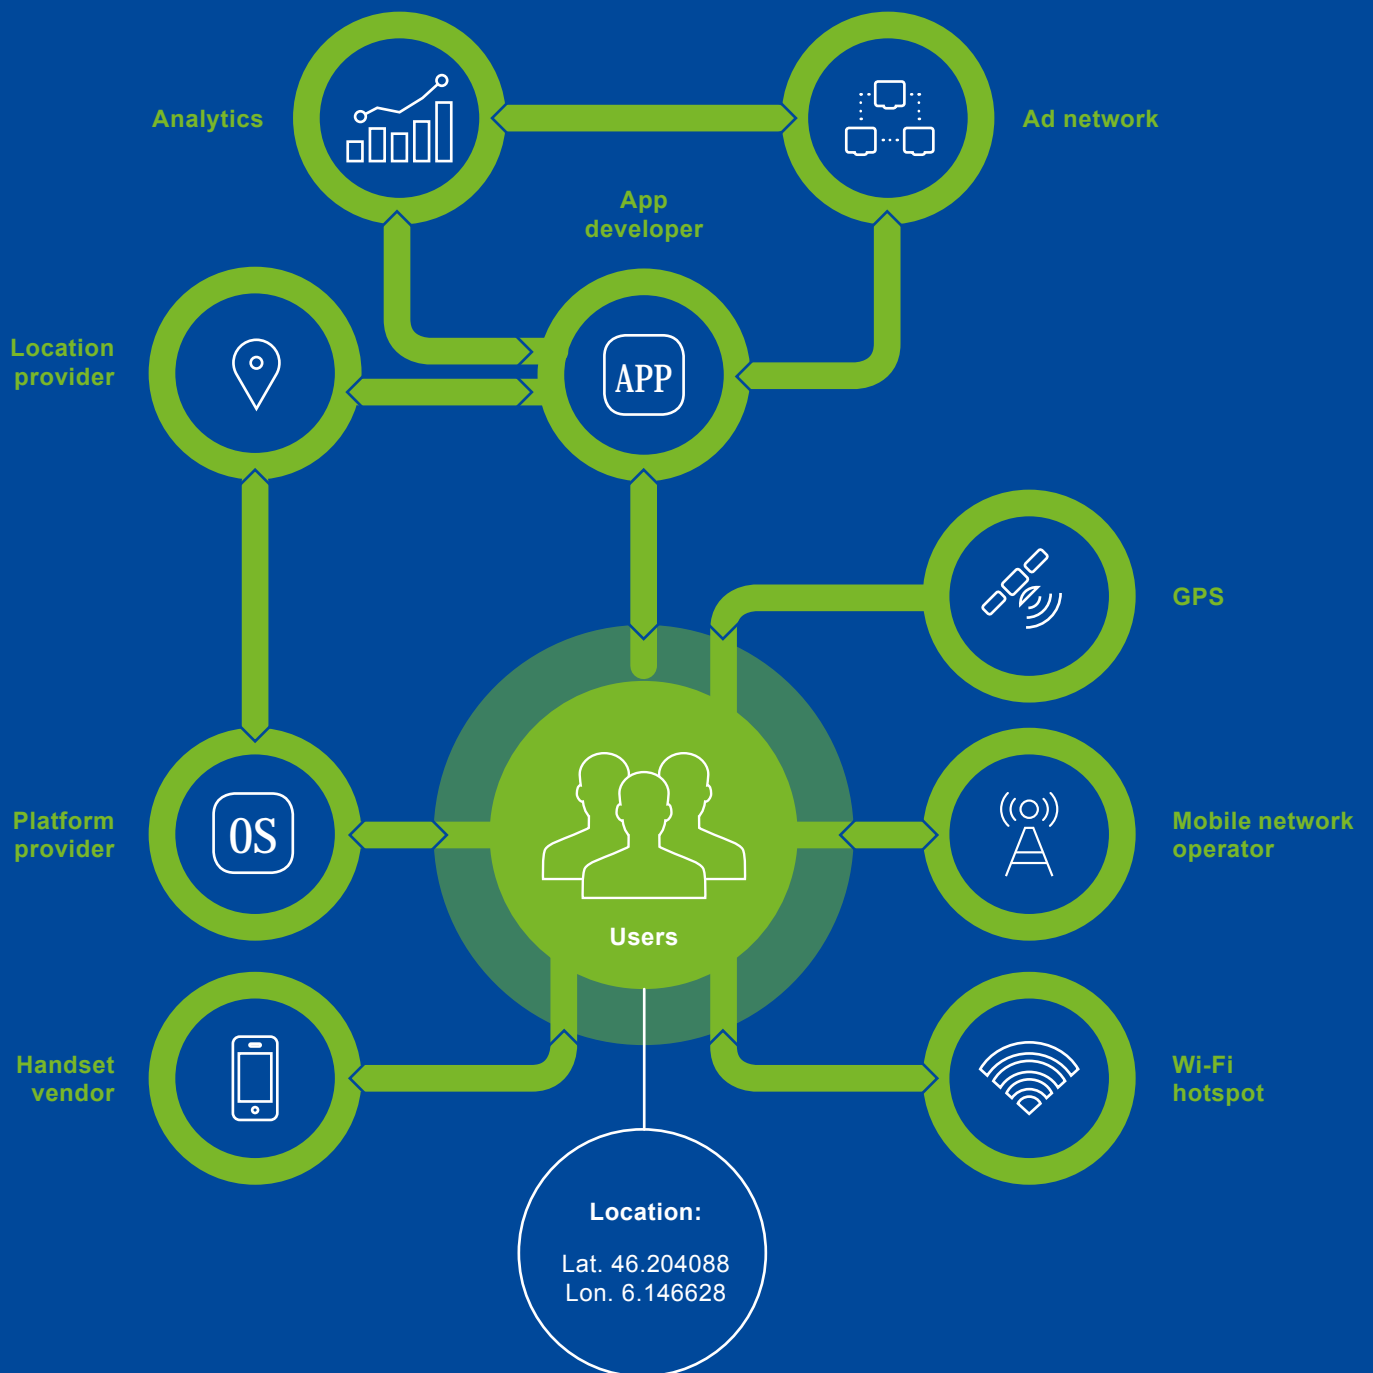 Analytics
Ad network
App
developer
Location
provider
APP
GPS
Platform
provider
OS
Mobile network
operator
Users
Handset
vendor
Wi-Fi
hotspot
Location:
Lat. 46.204088
Lon. 6.146628